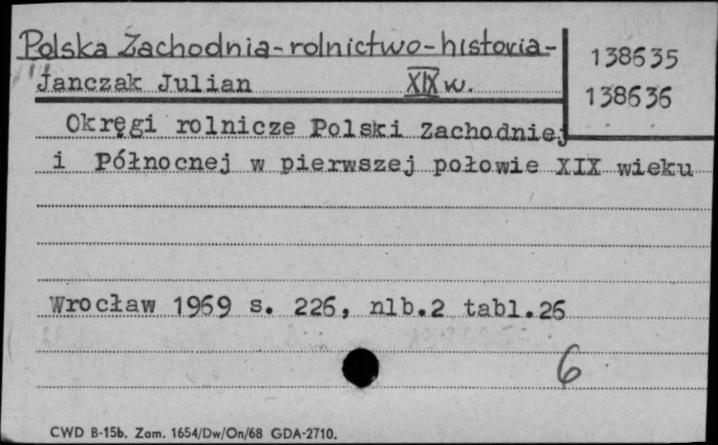 Polska Zachodnia-rolnictwo-historia-
138635
Janczak Julian XIX w.
138636
Okręgi rolnicze Polski Zachodniej
i Północnej w pierwszej połowie XIX wieku
Wrocław 1969 s. 226, nlb.2 tabl.26
6
CWD B-15b. Zam. 1654/Dw/On/68 GDA-2710.